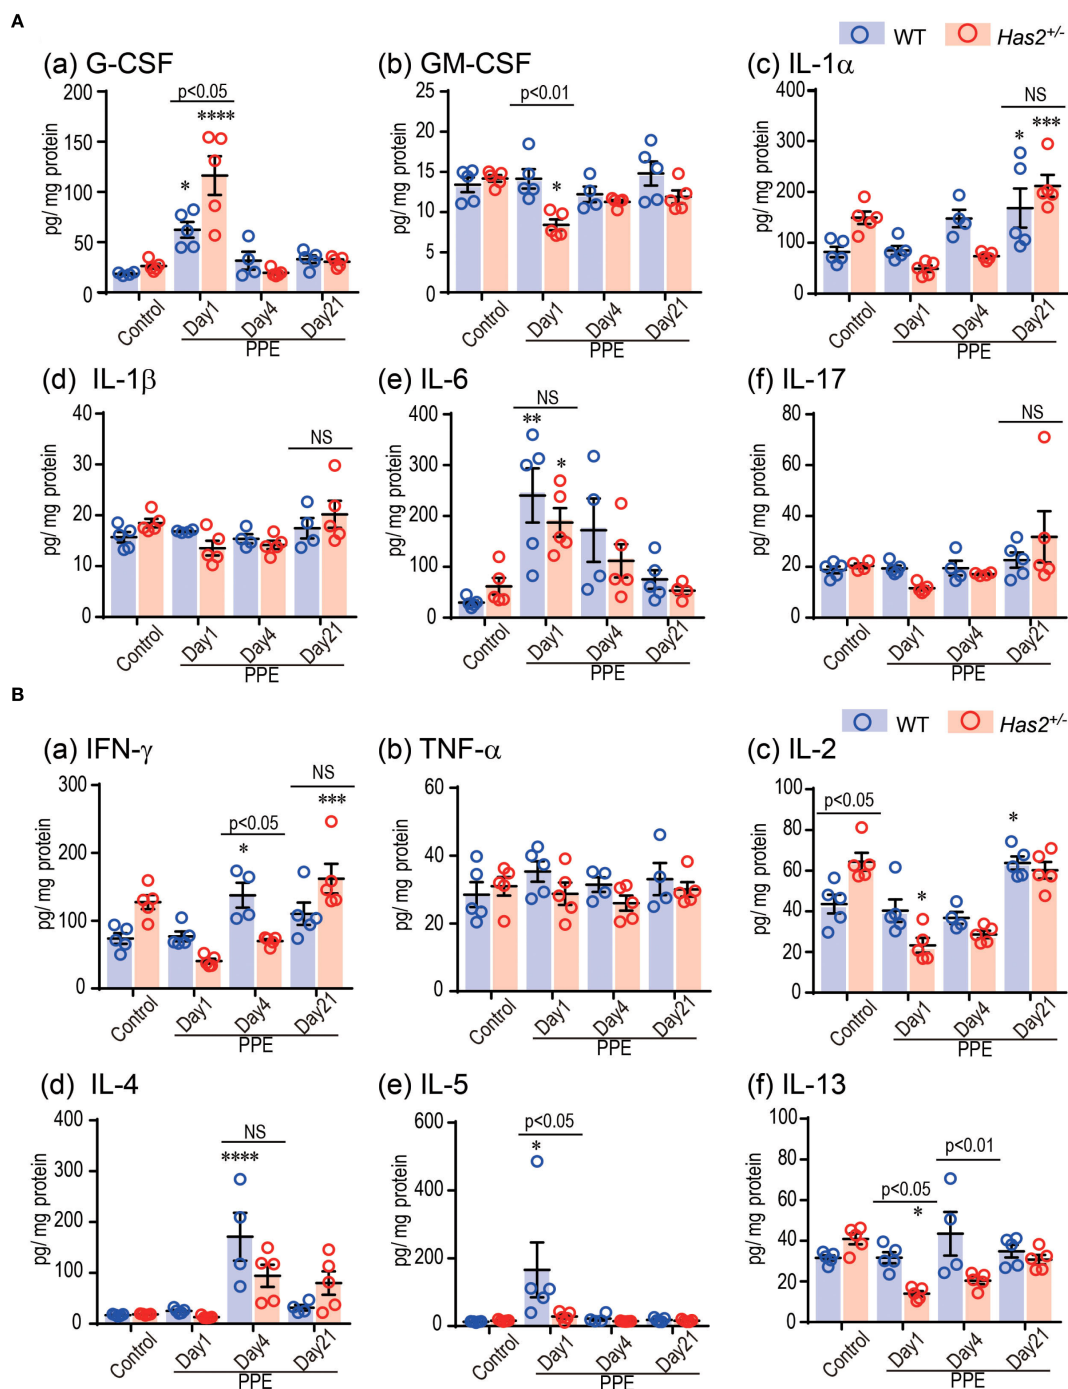 A
WT Has2+/-
(a) G-CSF
pg/ mg protein
200
150
100
50
0
p<0.05
****
*
Control Day1 Day4 Day21
PPE
(b) GM-CSF
pg/ mg protein
25
20
15
10
5
0
p<0.01
*
Control Day1 Day4 Day21
PPE
(c) IL-1α
pg/ mg protein
400
300
200
100
0
NS
* ***
Control Day1 Day4 Day21
PPE
(d) IL-1β
pg/ mg protein
40
30
20
10
0
NS
Control Day1 Day4 Day21
PPE
(e) IL-6
pg/ mg protein
400
300
200
100
0
NS
**
*
Control Day1 Day4 Day21
PPE
(f) IL-17
pg/ mg protein
80
60
40
20
0
NS
Control Day1 Day4 Day21
PPE
B
WT Has2+/-
(a) IFN-γ
pg/ mg protein
300
200
100
0
NS
***
p<0.05
*
Control Day1 Day4 Day21
PPE
(b) TNF-α
pg/ mg protein
60
40
20
0
Control Day1 Day4 Day21
PPE
(c) IL-2
pg/ mg protein
100
80
60
40
20
0
p<0.05
*
*
Control Day1 Day4 Day21
PPE
(d) IL-4
pg/ mg protein
400
300
200
100
0
NS
****
Control Day1 Day4 Day21
PPE
(e) IL-5
pg/ mg protein
600
400
200
0
p<0.05
*
Control Day1 Day4 Day21
PPE
(f) IL-13
pg/ mg protein
100
80
60
40
20
0
p<0.01
p<0.05
*
Control Day1 Day4 Day21
PPE